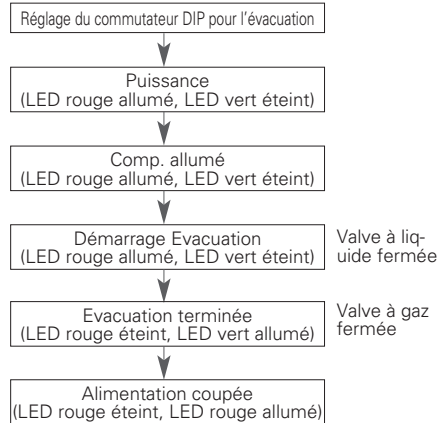 Réglage du commutateur DIP pour l'évacuation
Puissance
(LED rouge allumé, LED vert éteint)
Comp. allumé
(LED rouge allumé, LED vert éteint)
Démarrage Evacuation
(LED rouge allumé, LED vert éteint)
Valve à liq-
uide fermée
Evacuation terminée
(LED rouge éteint, LED vert allumé)
Valve à gaz
fermée
Alimentation coupée
(LED rouge éteint, LED rouge allumé)